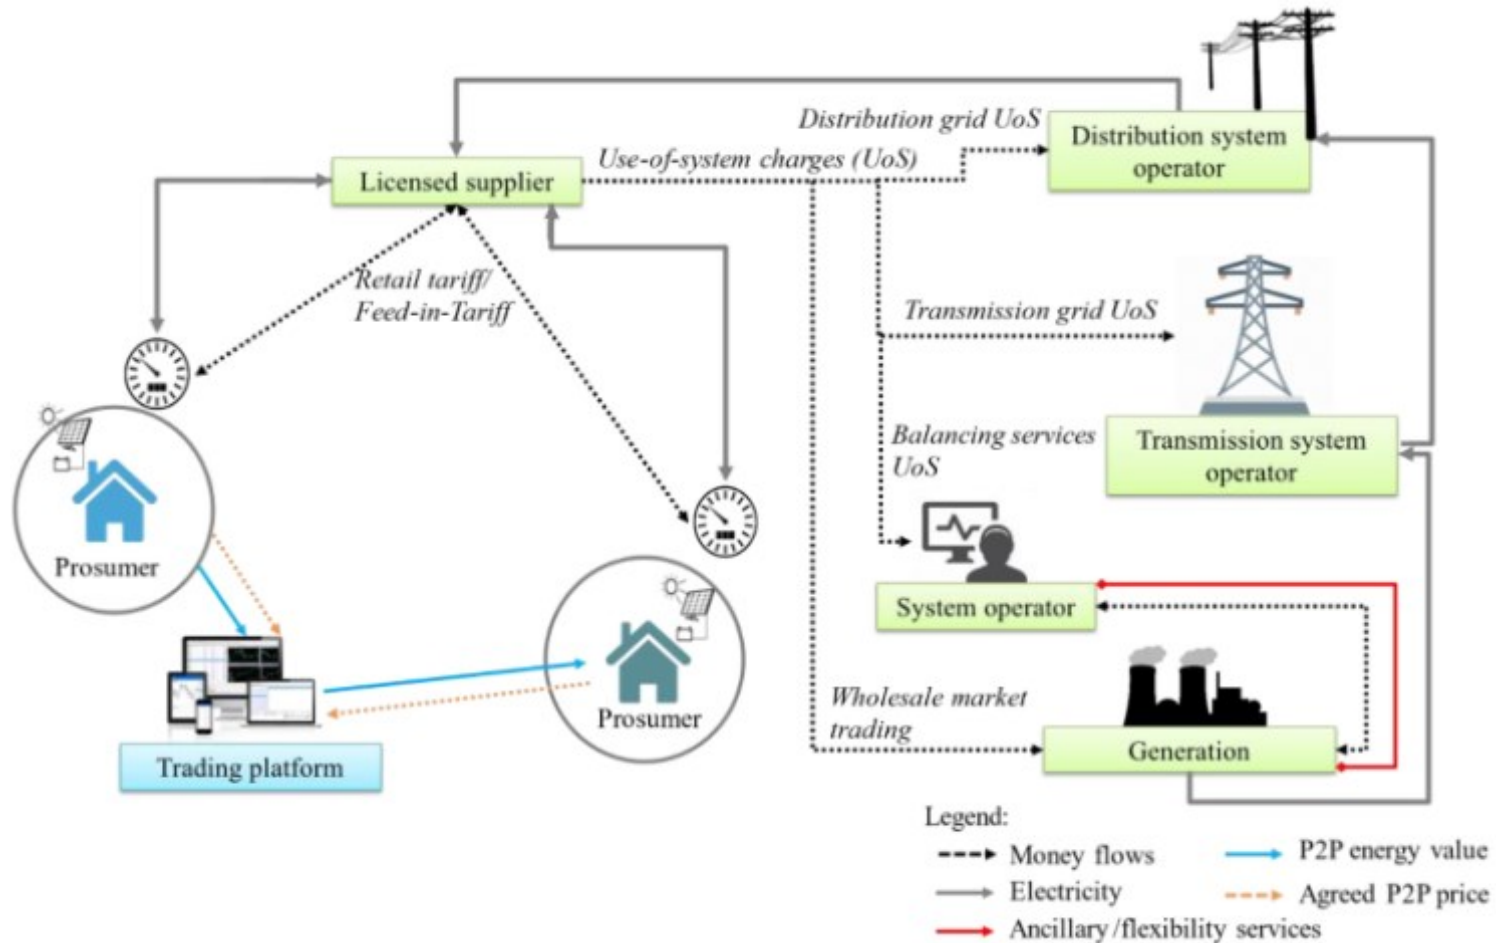 Distribution grid UoS
Distribution system
operator
Use-of-system charges (UoS)
Licensed supplier
Retail tariff/
Feed-in-Tariff
Transmission grid UoS
Balancing services
UoS
Transmission system
operator
Prosumer
System operator
Prosumer
Wholesale market
trading
Trading platform
Generation
Legend:
Money flows
P2P energy value
Electricity
Agreed P2P price
Ancillary/flexibility services